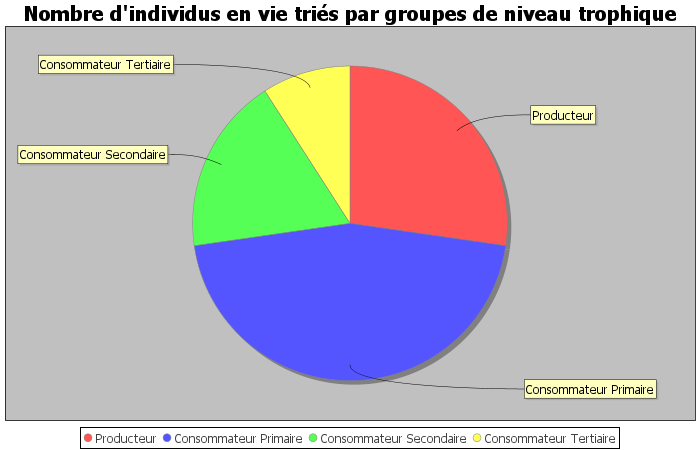 Nombre d'individus en vie triés par groupes de niveau trophique
Consommateur Tertiaire
Producteur
Consommateur Secondaire
Consommateur Primaire
Producteur Consommateur Primaire Consommateur Secondaire Consommateur Tertiaire